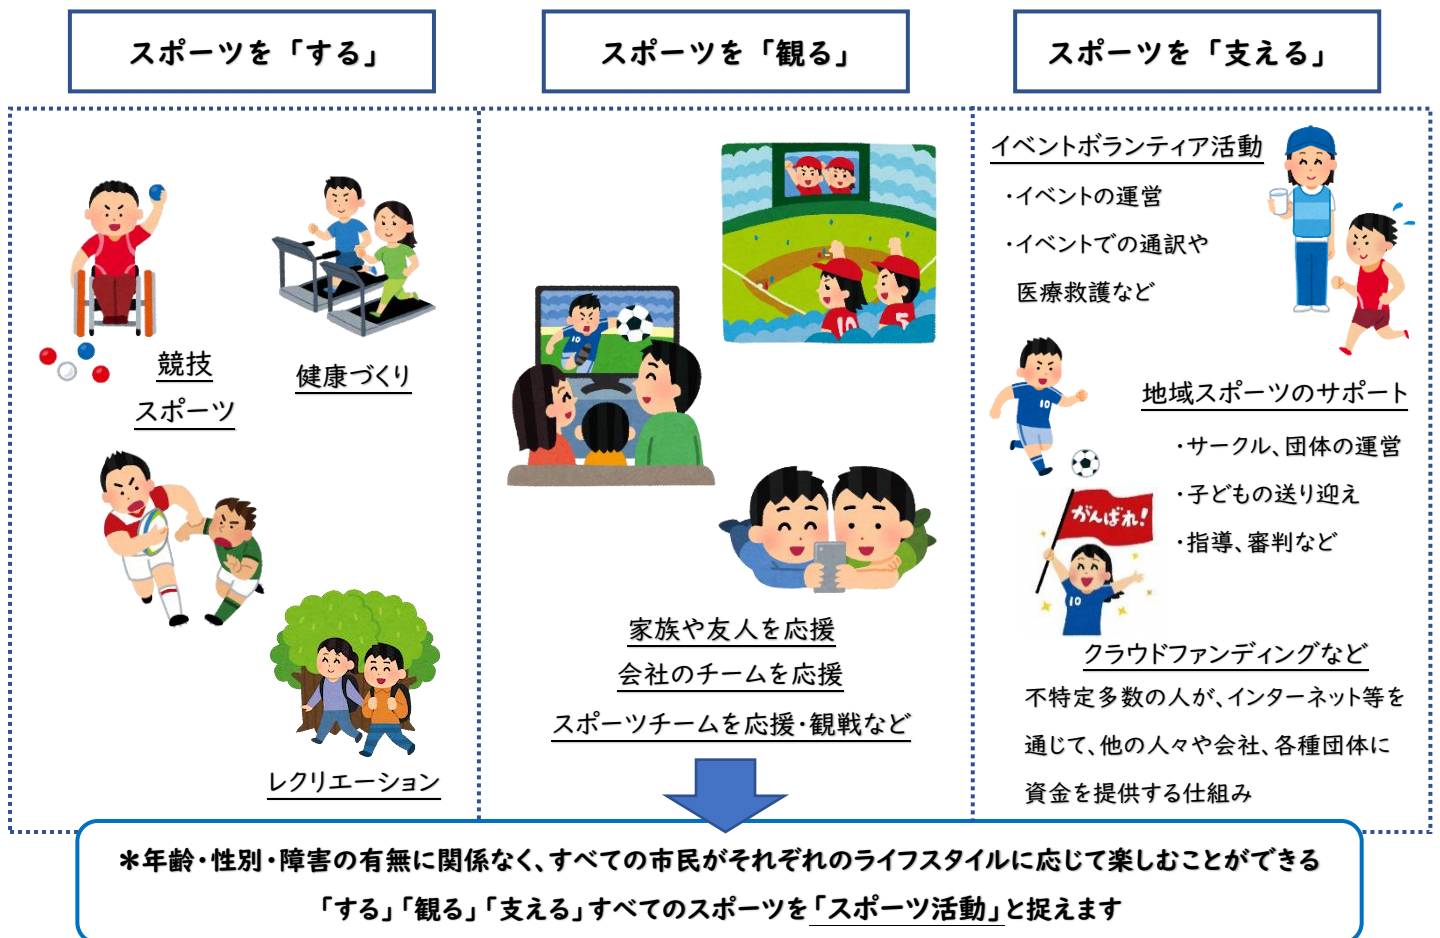 スポーツを「する」
スポーツを「観る」
スポーツを「支える」
競技
スポーツ
健康づくり
レクリエーション
10
10
5
家族や友人を応援
会社のチームを応援
スポーツチームを応援・観戦など
イベントボランティア活動
・イベントの運営
・イベントでの通訳や
医療救護など
10
地域スポーツのサポート
・サークル、団体の運営
・子どもの送り迎え
・指導、審判など
がんばれ!
10
クラウドファンディングなど
不特定多数の人が、インターネット等を
通じて、他の人々や会社、各種団体に
資金を提供する仕組み
＊年齢・性別・障害の有無に関係なく、すべての市民がそれぞれのライフスタイルに応じて楽しむことができる
「する」「観る」「支える」すべてのスポーツを「スポーツ活動」と捉えます